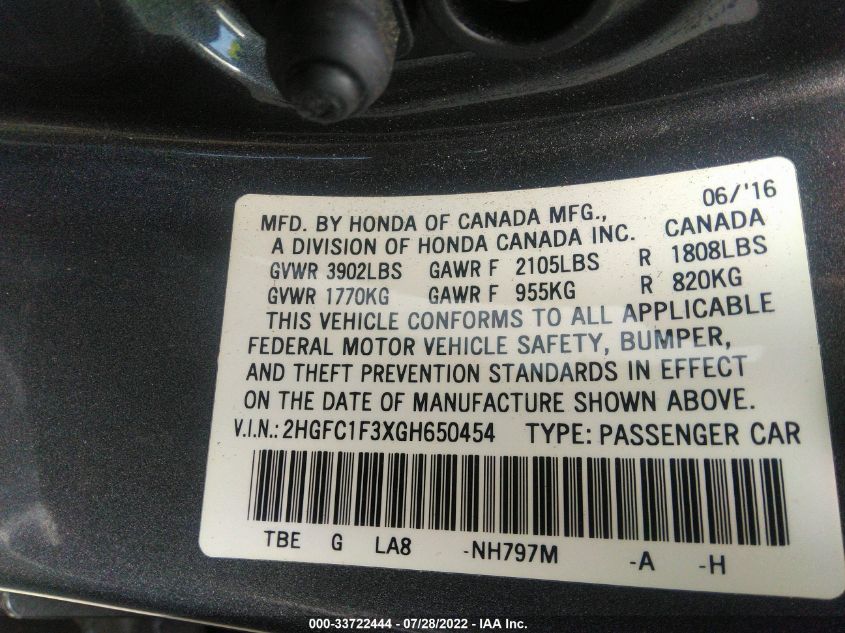 06/'16
MFD. BY HONDA OF CANADA MFG.,
A DIVISION OF HONDA CANADA INC. CANADA
GVWR 3902LBS GAWR F 2105LBS R 1808LBS
GVWR 1770KG GAWR F 955KG R 820KG
THIS VEHICLE CONFORMS TO ALL APPLICABLE
FEDERAL MOTOR VEHICLE SAFETY, BUMPER,
AND THEFT PREVENTION STANDARDS IN EFFECT
ON THE DATE OF MANUFACTURE SHOWN ABOVE.
V.I.N.: 2HGFC1F3XGH650454 TYPE: PASSENGER CAR
TBE G LA8 -NH797M -A -H
000-33722444 - 07/28/2022 - IAA Inc.